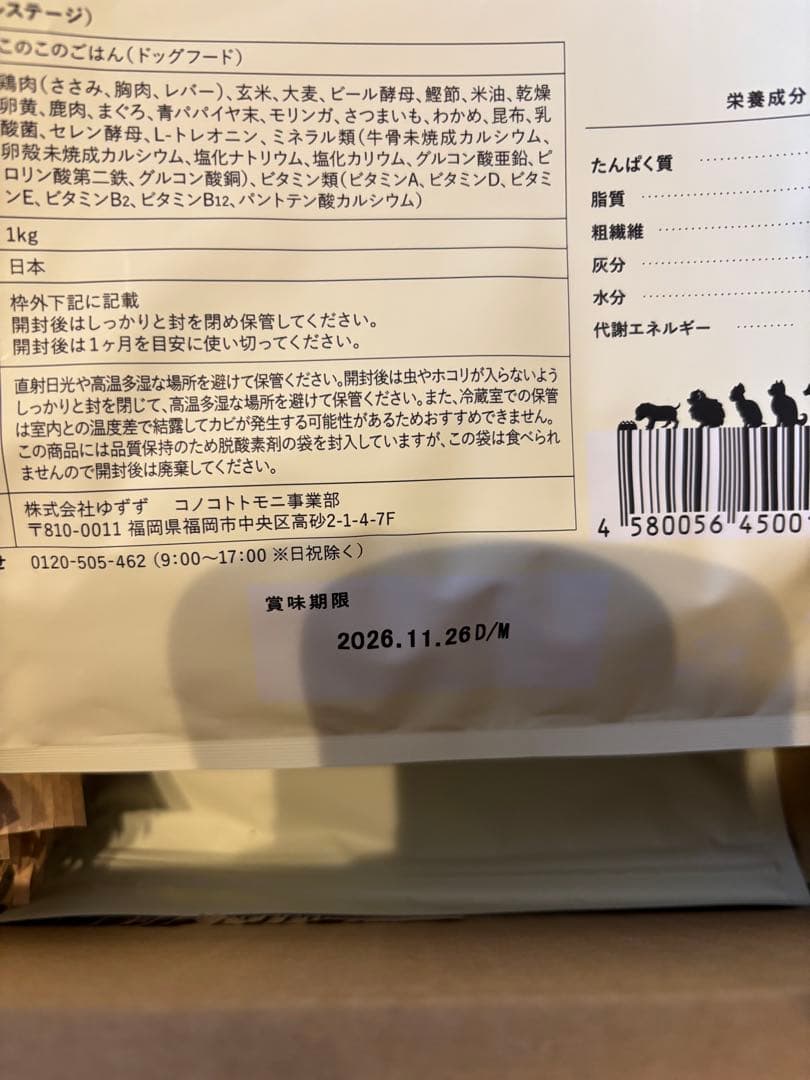 ステージ)
このこのごはん(ドッグフード)
鶏肉(ささみ、胸肉、レバー)、玄米、大麦、ビール酵母、鰹節、米油、乾燥
卵黄、鹿肉、まぐろ、青パパイヤ末、モリンガ、さつまいも、わかめ、昆布、乳
酸菌、セレン酵母、L-トレオニン、ミネラル類(牛骨未焼成カルシウム、
卵殻未焼成カルシウム、塩化ナトリウム、塩化カリウム、グルコン酸亜鉛、ピ
ロリン酸第二鉄、グルコン酸銅)、ビタミン類(ビタミンA、ビタミンD、ビタミ
ンE、ビタミンB2、ビタミンB12、パントテン酸カルシウム)
1kg
日本
枠外下記に記載
開封後はしっかりと封を閉め保管してください。
開封後は1ヶ月を目安に使い切ってください。
直射日光や高温多湿な場所を避けて保管ください。開封後は虫やホコリが入らないよう
しっかりと封を閉じて、高温多湿な場所を避けて保管ください。また、冷蔵室での保管
は室内との温度差で結露してカビが発生する可能性があるためおすすめできません。
この商品には品質保持のため脱酸素剤の袋を封入していますが、この袋は食べられ
ませんので開封後は廃棄してください。
株式会社ゆずず コノコトトモニ事業部
〒810-0011 福岡県福岡市中央区高砂2-1-4-7F
せ 0120-505-462 (9:00〜17:00 ※日祝除く)
賞味期限
2026.11.26D/M
栄養成分
たんぱく質
脂質
粗繊維
灰分
水分
代謝エネルギー
4 580056 45001